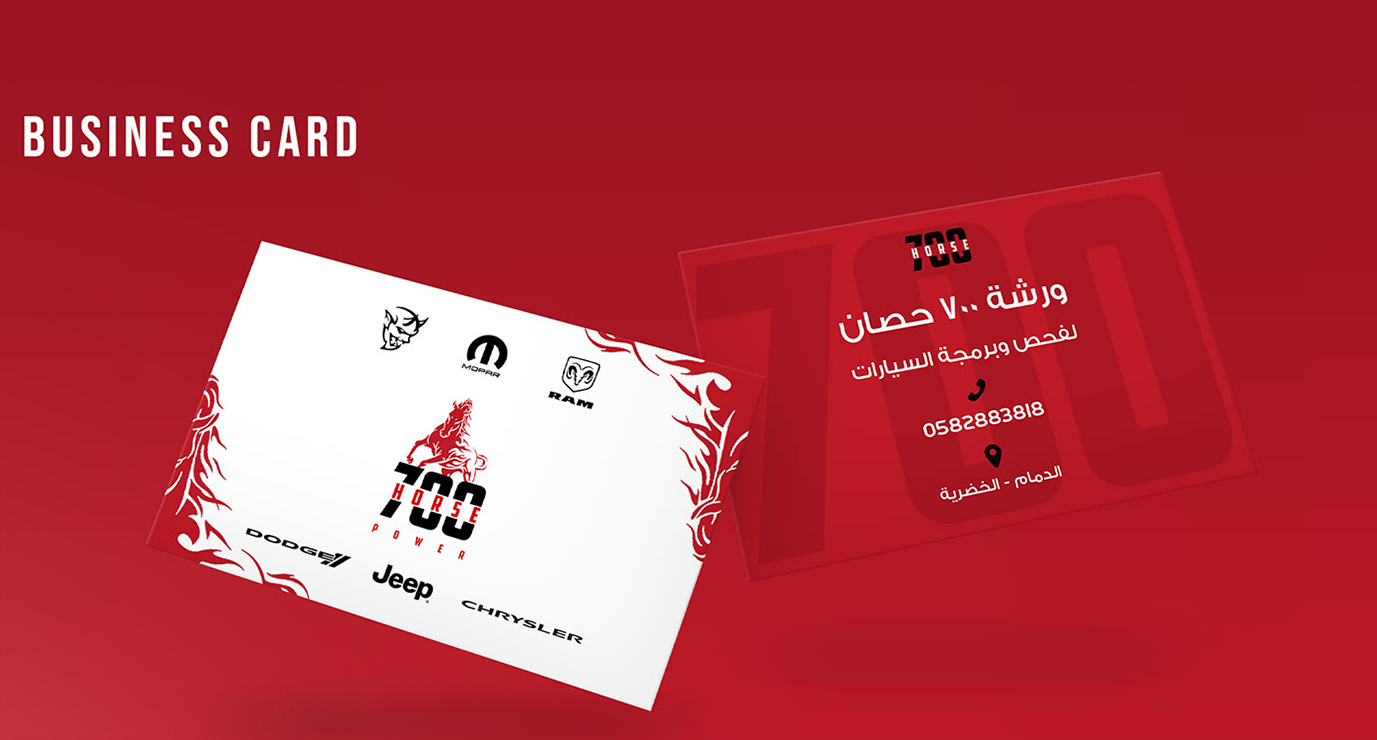 BUSINESS CARD
MOPAR
RAM
700
HORSE
POWER
DODGE
Jeep
CHRYSLER
700
HORSE
700
ورشة ٧٠٠ حصان
لفحص وبرمجة السيارات
0582883818
الدمام - الخضرية